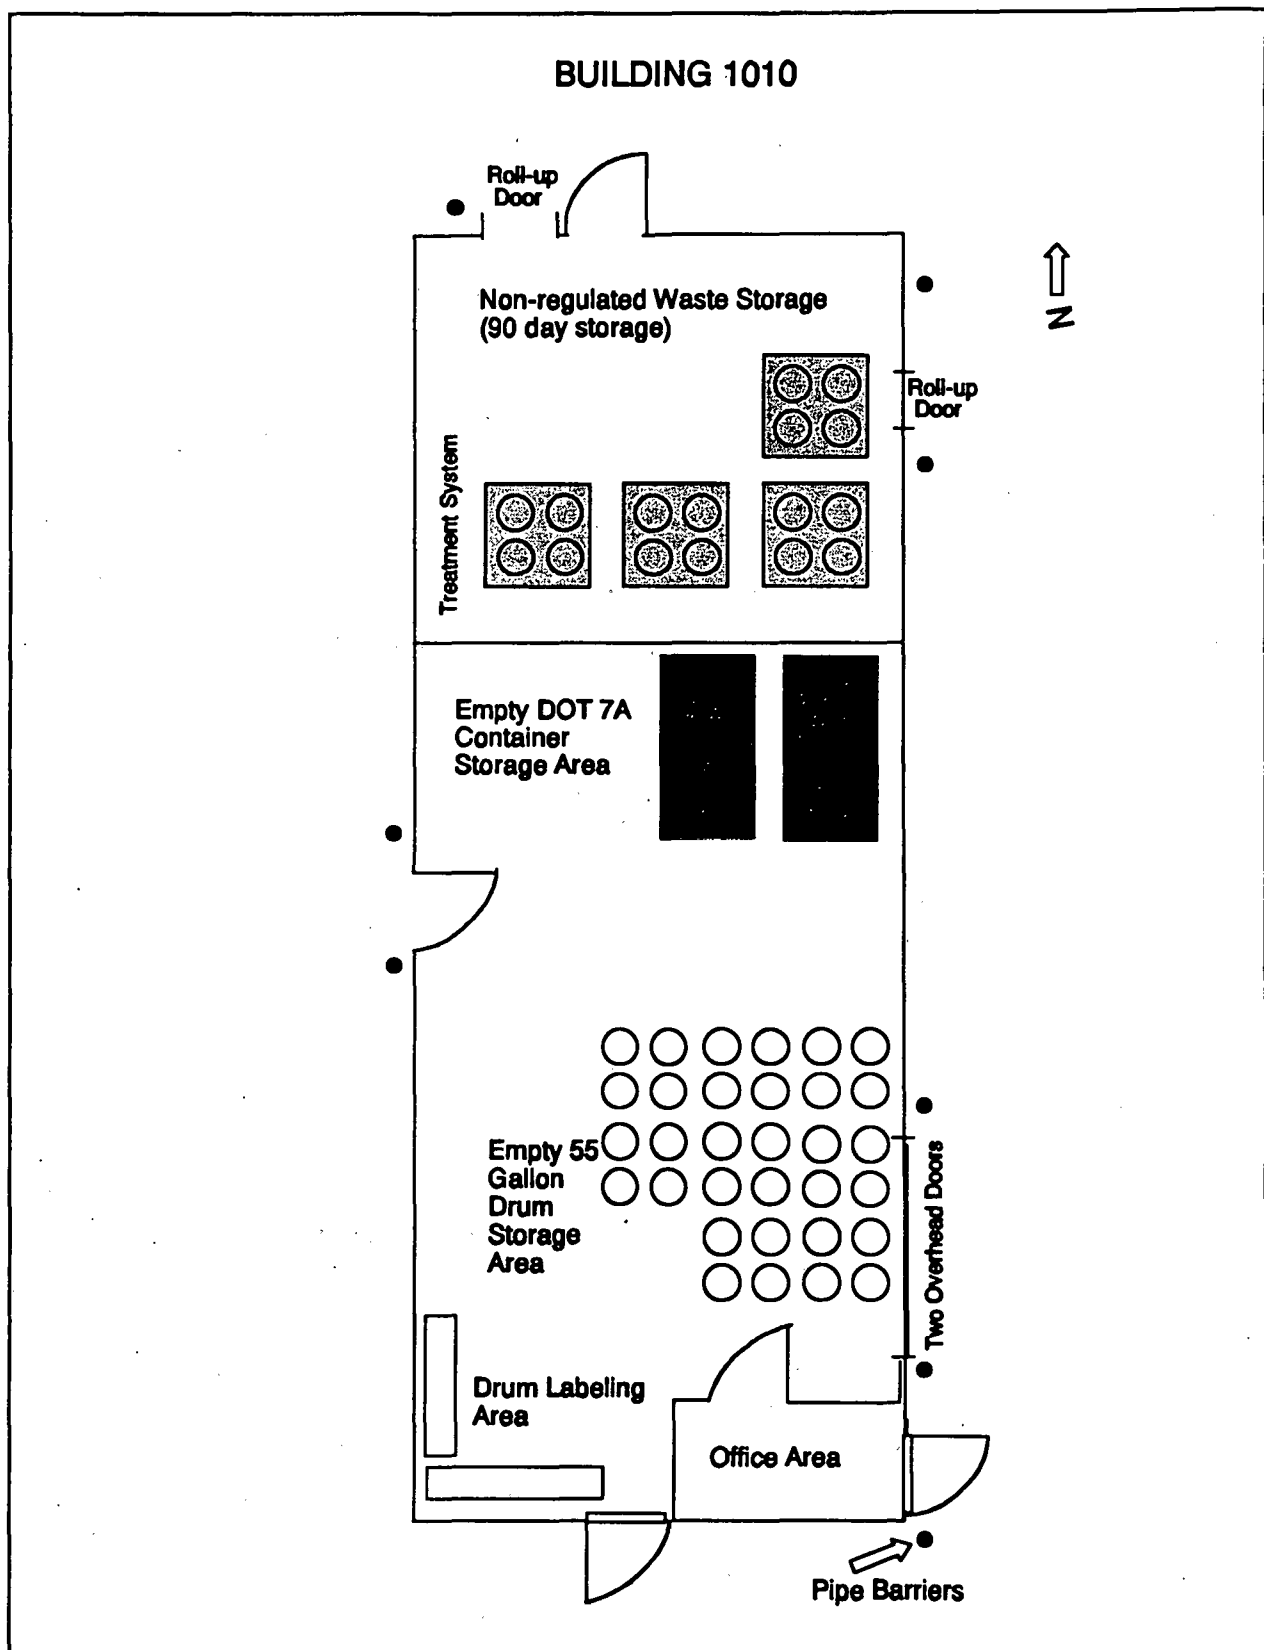 BUILDING 1010
Roll-up
Door
Non-regulated Waste Storage
(90 day storage)
N
Roll-up
Door
Treatment System
Empty DOT 7A
Container
Storage Area
Empty 55
Gallon
Drum
Storage
Area
Two Overhead Doors
Drum Labeling
Area
Office Area
Pipe Barriers